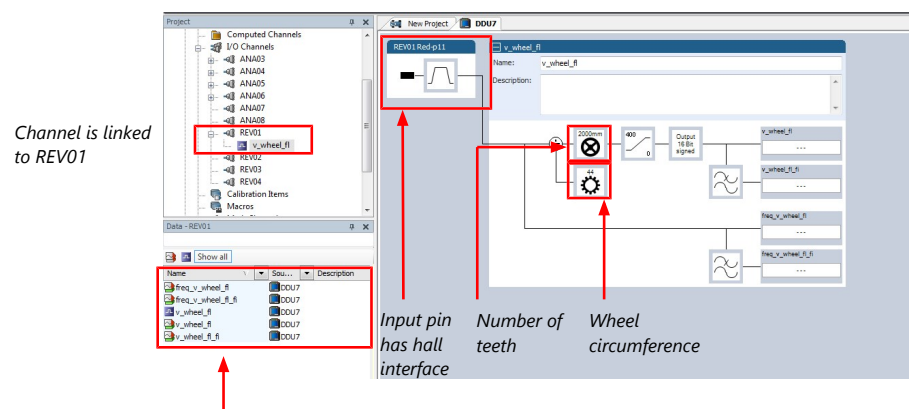 Project
New Project
DDU7
Computed Channels
I/O Channels
ANA03
ANA04
ANA05
ANA06
ANA07
ANA08
REV01
v_wheel_fl
REV02
REV03
REV04
Calibration Items
Macros
Channel is linked
to REV01
Data - REV01
Show all
Name
Sou...
Description
freq_v_wheel_fl
DDU7
freq_v_wheel_fl_fi
DDU7
v_wheel_fl
DDU7
v_wheel_fl
DDU7
v_wheel_fl_fi
DDU7
REV01 Red-p11
v_wheel_fl
Name:
v_wheel_fl
Description:
2000mm
400
0
Output
16 Bit
signed
44
v_wheel_fl
---
v_wheel_fl_fi
---
freq_v_wheel_fl
---
freq_v_wheel_fl_fi
---
Input pin
has hall
interface
Number of
teeth
Wheel
circumference